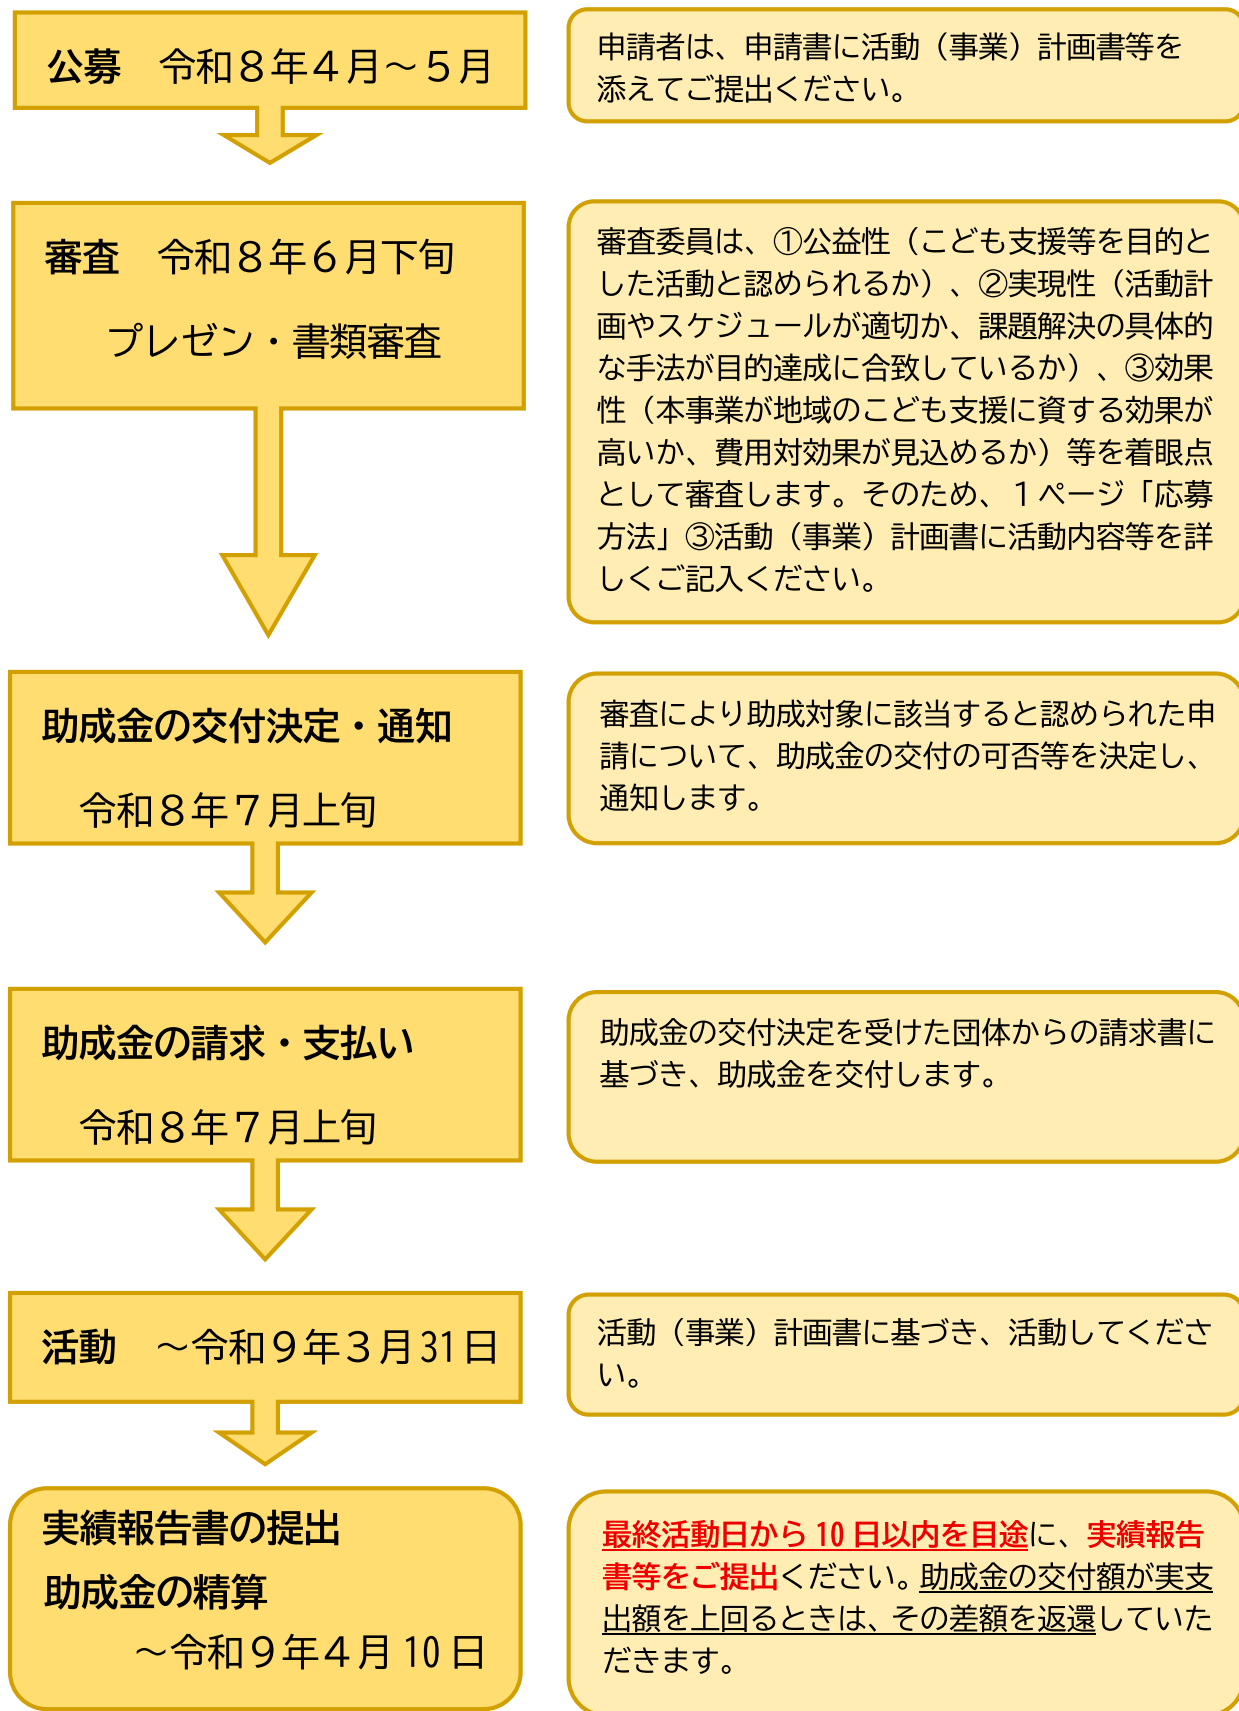 公募　令和８年４月～５月
申請者は、申請書に活動（事業）計画書等を
添えてご提出ください。
審査　令和８年６月下旬
プレゼン・書類審査
審査委員は、①公益性（こども支援等を目的と
した活動と認められるか）、②実現性（活動計
画やスケジュールが適切か、課題解決の具体的
な手法が目的達成に合致しているか）、③効果
性（本事業が地域のこども支援に資する効果が
高いか、費用対効果が見込めるか）等を着眼点
として審査します。そのため、１ページ「応募
方法」③活動（事業）計画書に活動内容等を詳
しくご記入ください。
助成金の交付決定・通知
令和８年７月上旬
審査により助成対象に該当すると認められた申
請について、助成金の交付の可否等を決定し、
通知します。
助成金の請求・支払い
令和８年７月上旬
助成金の交付決定を受けた団体からの請求書に
基づき、助成金を交付します。
活動　～令和９年３月31日
活動（事業）計画書に基づき、活動してくださ
い。
実績報告書の提出
助成金の精算
～令和９年４月10日
最終活動日から10日以内を目途に、実績報告
書等をご提出ください。助成金の交付額が実支
出額を上回るときは、その差額を返還していた
だきます。